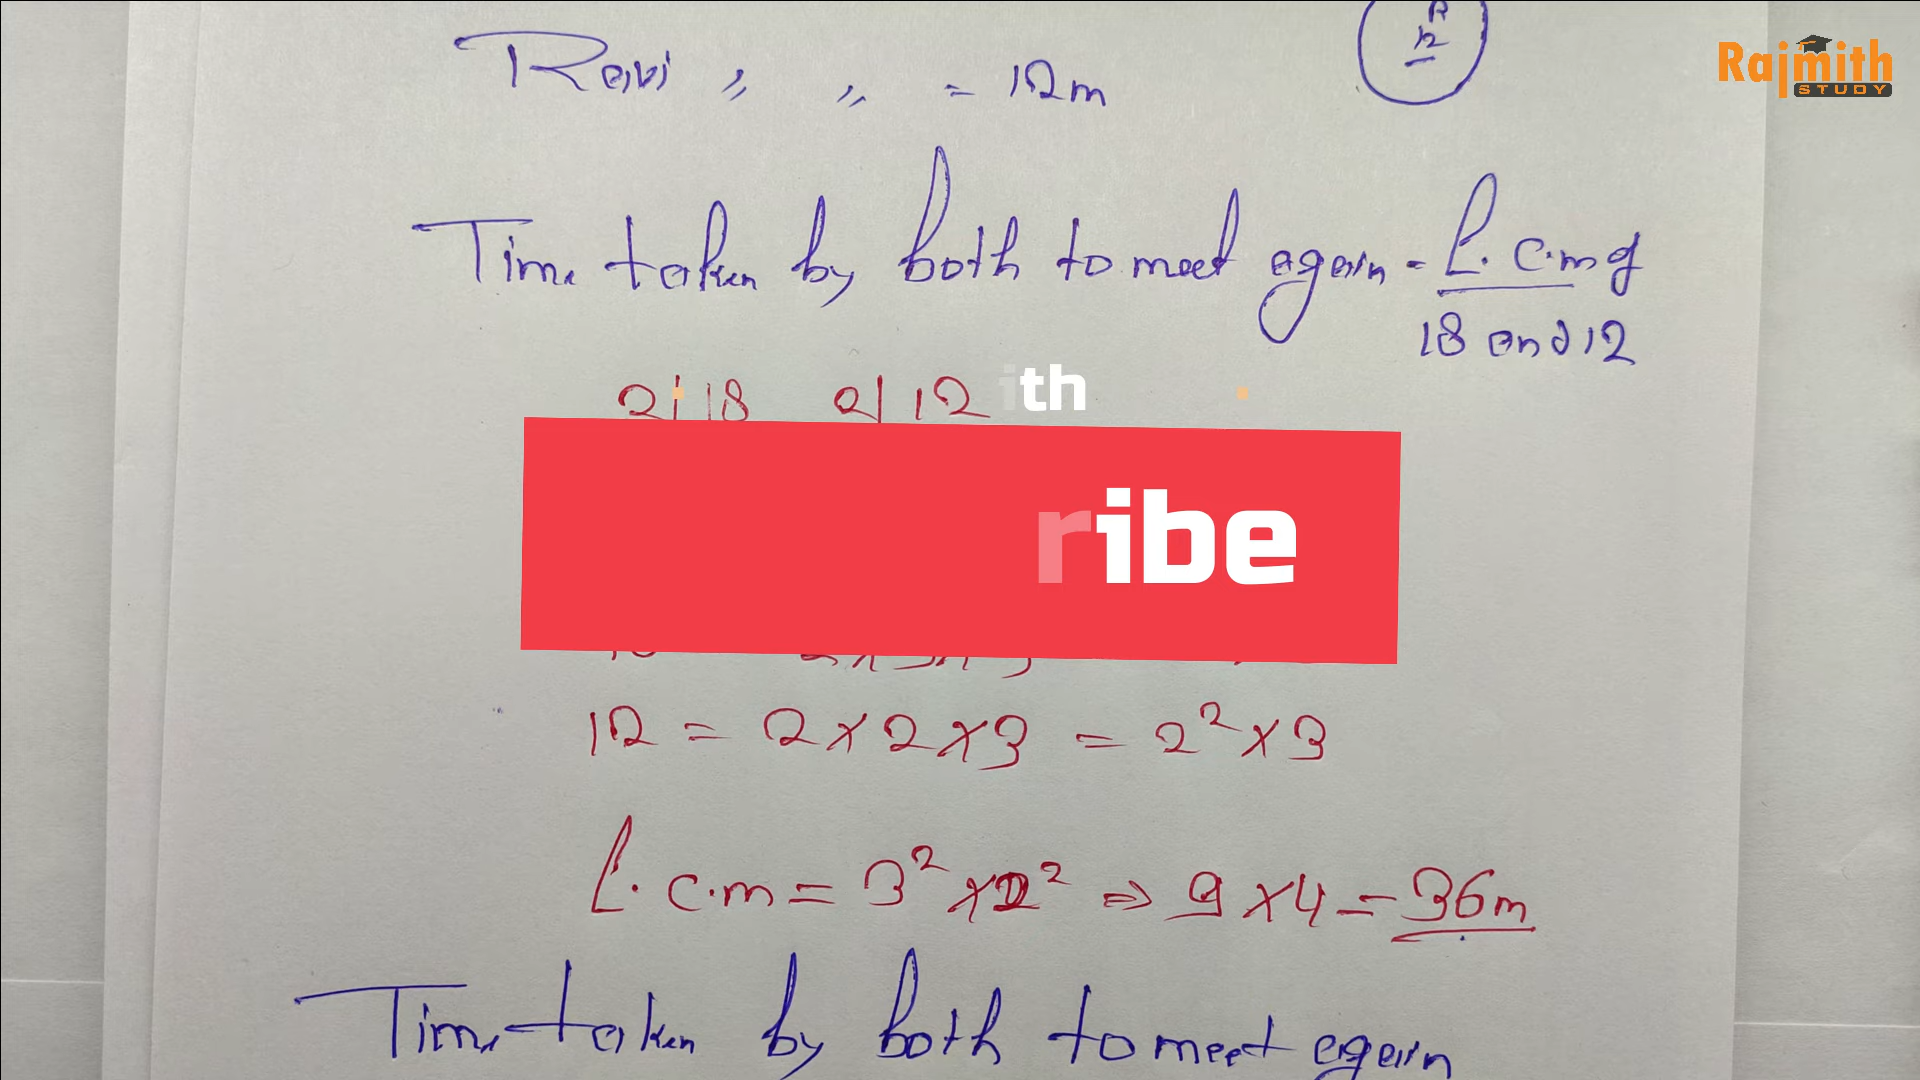 R
12
Rajmith
STUDY
Ravi " " = 12m
Time taken by both to meet again = L.C.M of
18 and 12
2|18 2|12
th
ribe
12 = 2×2×3 = 2²×3
L.C.M = 3²×2² ⇒ 9×4 = 36m
Time taken by both to meet again